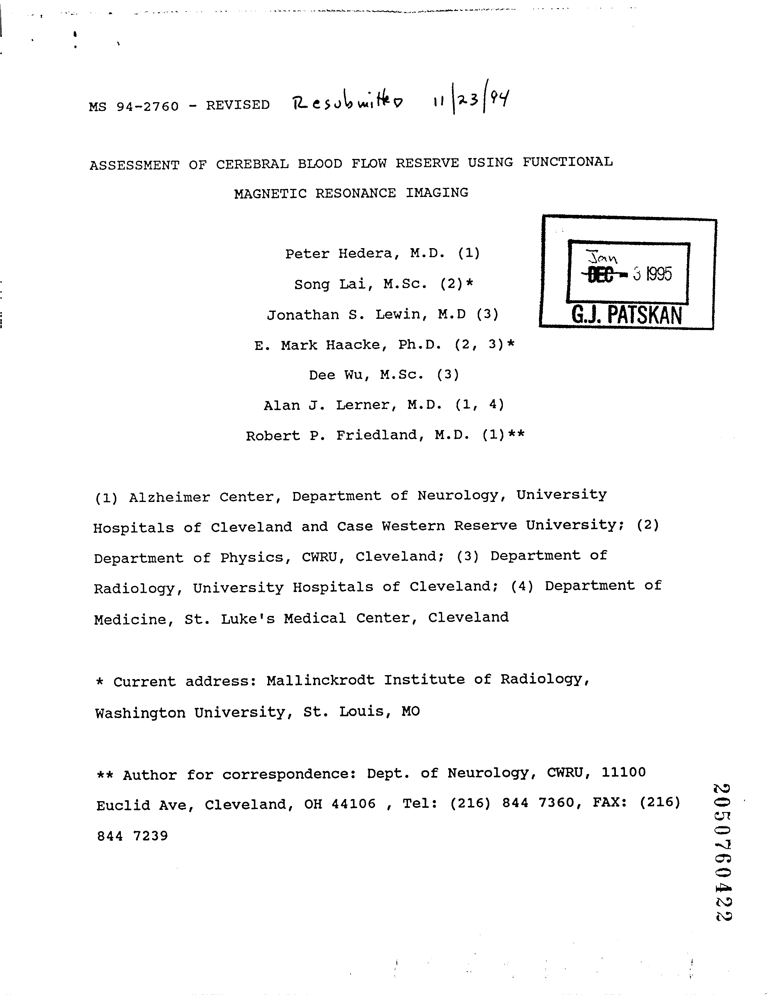 MS 94-2760 - REVISED Resubmitted 11/23/94
ASSESSMENT OF CEREBRAL BLOOD FLOW RESERVE USING FUNCTIONAL
MAGNETIC RESONANCE IMAGING
Peter Hedera, M.D. (1)
Song Lai, M.Sc. (2)*
Jonathan S. Lewin, M.D (3)
E. Mark Haacke, Ph.D. (2, 3)*
Dee Wu, M.Sc. (3)
Alan J. Lerner, M.D. (1, 4)
Robert P. Friedland, M.D. (1)**
Jan
DEC - 3 1995
G.J. PATSKAN
(1) Alzheimer Center, Department of Neurology, University
Hospitals of Cleveland and Case Western Reserve University; (2)
Department of Physics, CWRU, Cleveland; (3) Department of
Radiology, University Hospitals of Cleveland; (4) Department of
Medicine, St. Luke's Medical Center, Cleveland
* Current address: Mallinckrodt Institute of Radiology,
Washington University, St. Louis, MO
** Author for correspondence: Dept. of Neurology, CWRU, 11100
Euclid Ave, Cleveland, OH 44106 , Tel: (216) 844 7360, FAX: (216)
844 7239
2050760422